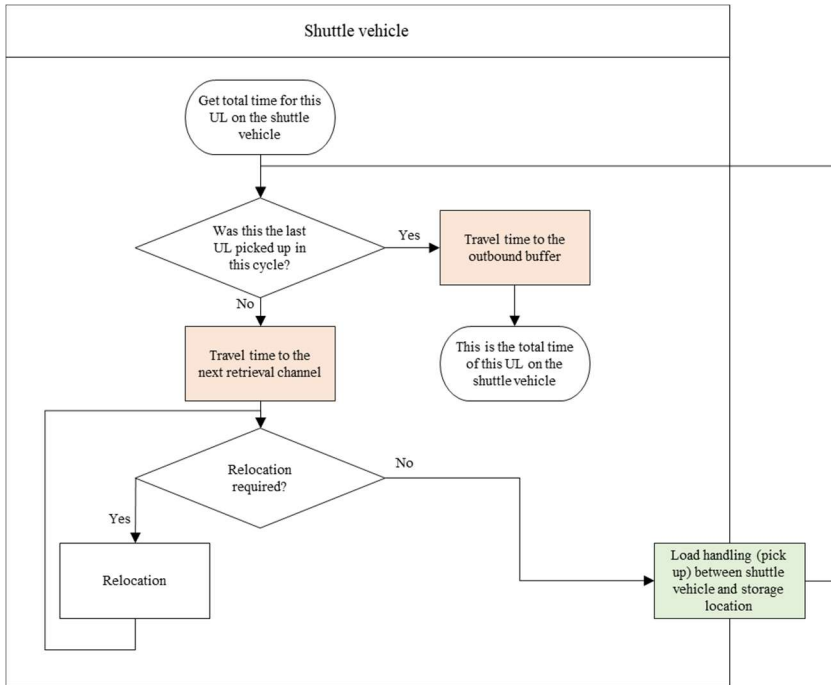 Shuttle vehicle
Get total time for this
UL on the shuttle
vehicle
Was this the last
UL picked up in
this cycle?
Yes
Travel time to the
outbound buffer
No
This is the total time
of this UL on the
shuttle vehicle
Travel time to the
next retrieval channel
Relocation
required?
No
Yes
Relocation
Load handling (pick
up) between shuttle
vehicle and storage
location